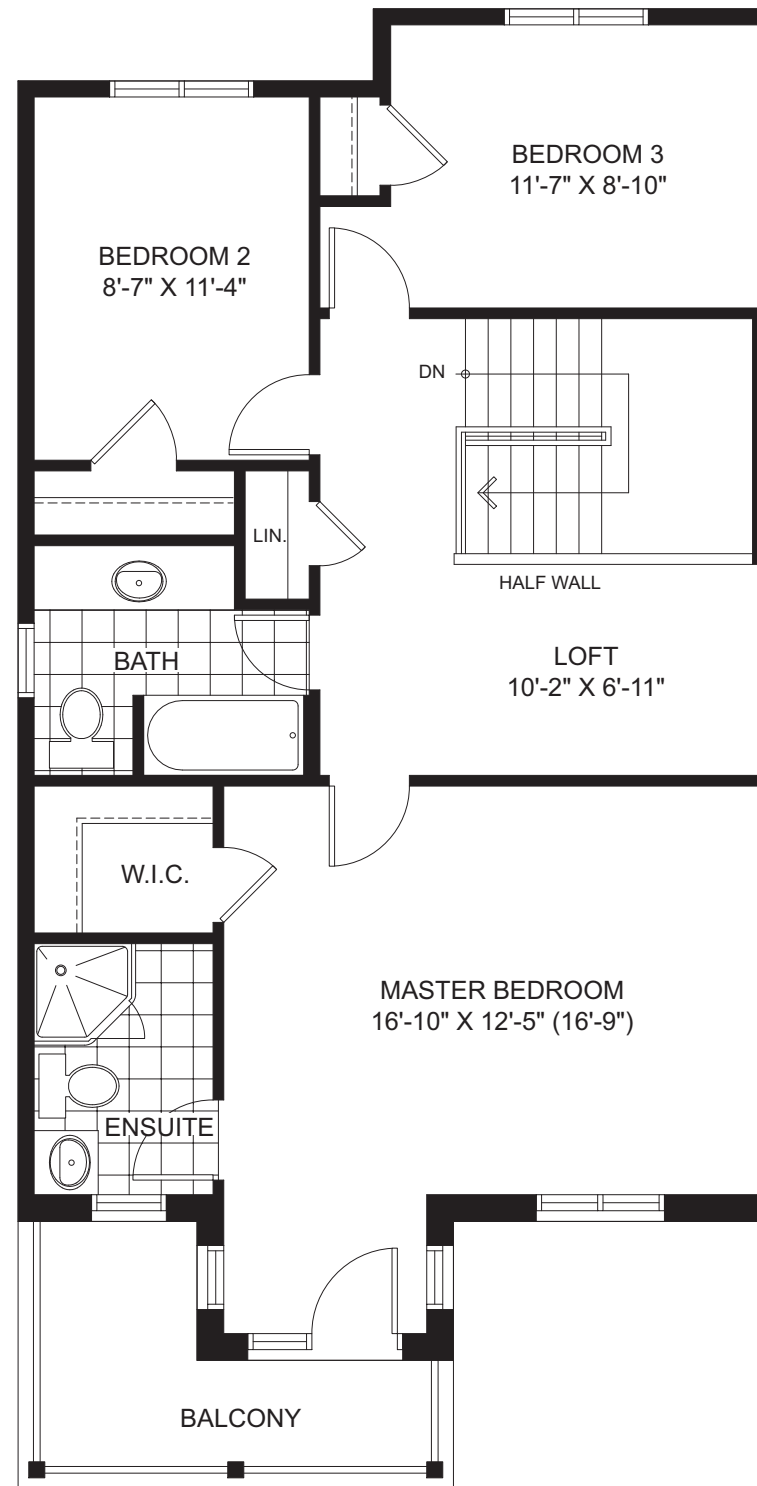 BEDROOM 3
11'-7" X 8'-10"
BEDROOM 2
8'-7" X 11'-4"
DN
LIN.
HALF WALL
BATH
LOFT
10'-2" X 6'-11"
W.I.C.
MASTER BEDROOM
16'-10" X 12'-5" (16'-9")
ENSUITE
BALCONY